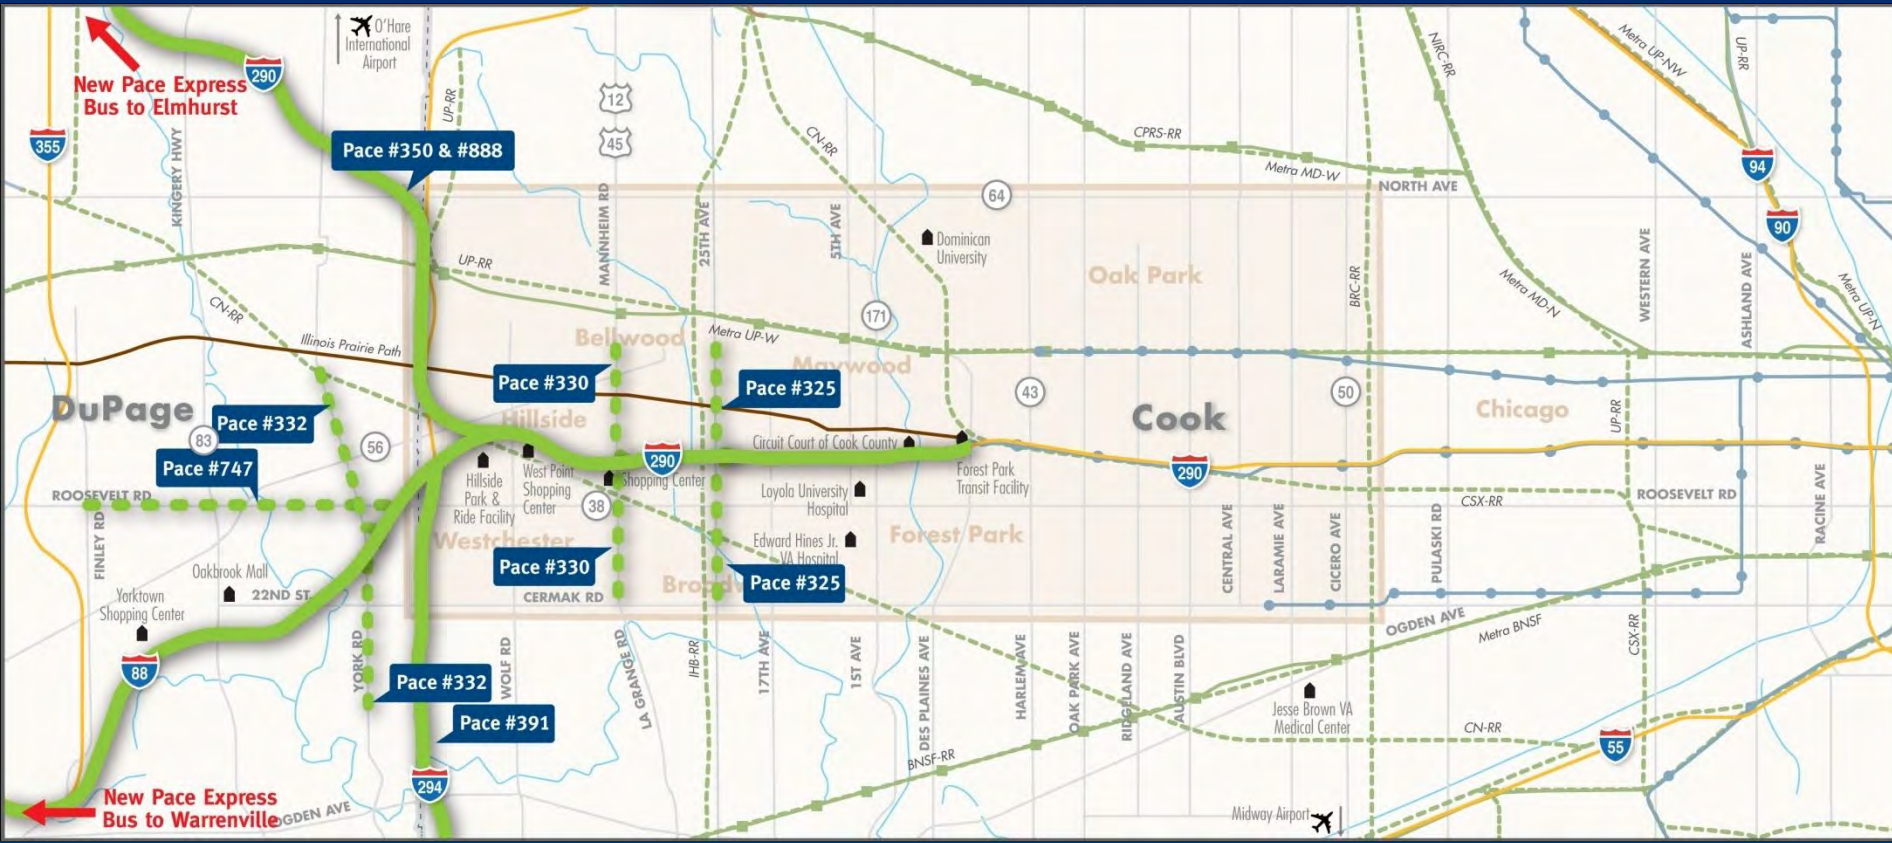 O'Hare
International
Airport
290
New Pace Express
Bus to Elmhurst
355
KINGERY HWY
UP-RR
Pace #350 & #888
12
45
CN-RR
CPRS-RR
Metra MD-W
NIRC-RR
Metra UP-NW
UP-RR
94
90
NORTH AVE
64
MANNHEIM RD
25TH AVE
5TH AVE
Dominican
University
Oak Park
BRC-RR
Metra MD-N
WESTERN AVE
ASHLAND AVE
Metra UP-N
UP-RR
CN-RR
Illinois Prairie Path
171
Bellwood
Metra UP-W
Maywood
Pace #330
Pace #325
43
50
DuPage
Pace #332
83
56
Pace #747
Hillside
Cook
Chicago
UP-RR
Circuit Court of Cook County
290
Shopping Center
West Point
Shopping
Center
Hillside
Park &
Ride Facility
38
Loyola University
Hospital
Forest Park
Transit Facility
290
CSX-RR
ROOSEVELT RD
RACINE AVE
ROOSEVELT RD
FINLEY RD
Westchester
Edward Hines Jr.
VA Hospital
Forest Park
CENTRAL AVE
LARAMIE AVE
CICERO AVE
PULASKI RD
Oakbrook Mall
22ND ST
Yorktown
Shopping Center
Pace #330
CERMAK RD
Pace #325
OGDEN AVE
Metra BNSF
CSX-RR
88
YORK RD
WOLF RD
LA GRANGE RD
IHB-RR
17TH AVE
1ST AVE
DES PLAINES AVE
HARLEM AVE
OAK PARK AVE
RIDGELAND AVE
AUSTIN BLVD
Pace #332
Pace #391
Jesse Brown VA
Medical Center
CN-RR
55
BNSF-RR
294
New Pace Express
Bus to Warrenville
OGDEN AVE
Midway Airport